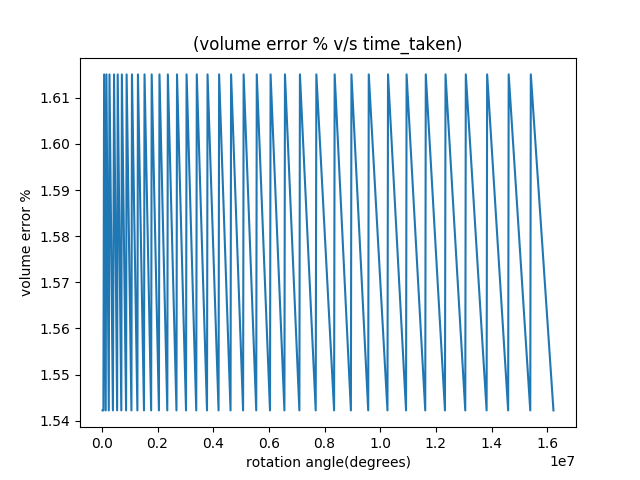 (volume error % v/s time_taken)
volume error %
1.61
1.60
1.59
1.58
1.57
1.56
1.55
1.54
0.0 0.2 0.4 0.6 0.8 1.0 1.2 1.4 1.6
1e7
rotation angle(degrees)